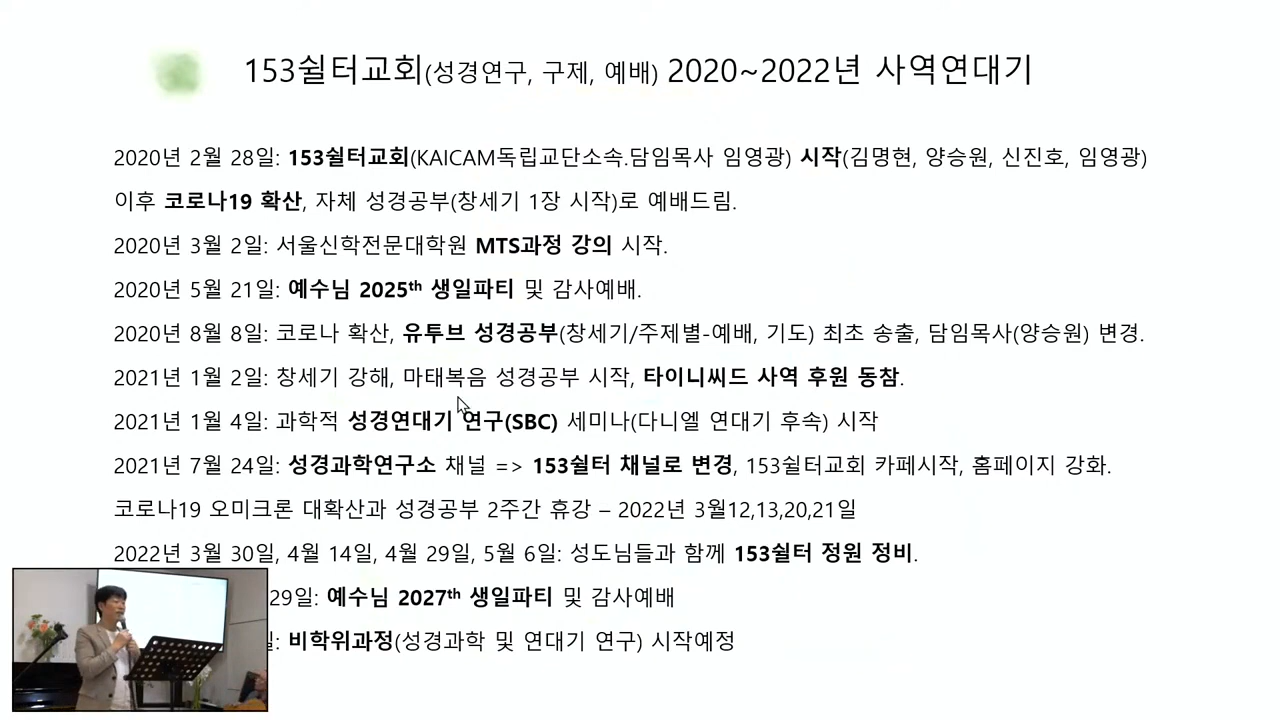 153쉴터교회(성경연구, 구제, 예배) 2020~2022년 사역연대기
2020년 2월 28일: 153쉴터교회(KAICAM독립교단소속.담임목사 임영광) 시작(김명현, 양승원, 신진호, 임영광)
이후 코로나19 확산, 자체 성경공부(창세기 1장 시작)로 예배드림.
2020년 3월 2일: 서울신학전문대학원 MTS과정 강의 시작.
2020년 5월 21일: 예수님 2025th 생일파티 및 감사예배.
2020년 8월 8일: 코로나 확산, 유투브 성경공부(창세기/주제별-예배, 기도) 최초 송출, 담임목사(양승원) 변경.
2021년 1월 2일: 창세기 강해, 마태복음 성경공부 시작, 타이니씨드 사역 후원 동참.
2021년 1월 4일: 과학적 성경연대기 연구(SBC) 세미나(다니엘 연대기 후속) 시작
2021년 7월 24일: 성경과학연구소 채널 => 153쉴터 채널로 변경, 153쉴터교회 카페시작, 홈페이지 강화.
코로나19 오미크론 대확산과 성경공부 2주간 휴강 – 2022년 3월12,13,20,21일
2022년 3월 30일, 4월 14일, 4월 29일, 5월 6일: 성도님들과 함께 153쉴터 정원 정비.
29일: 예수님 2027th 생일파티 및 감사예배
: 비학위과정(성경과학 및 연대기 연구) 시작예정